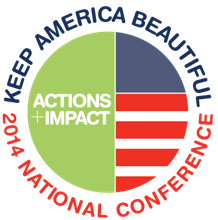 KEEP AMERICA BEAUTIFUL
ACTIONS
+IMPACT
2014 NATIONAL CONFERENCE